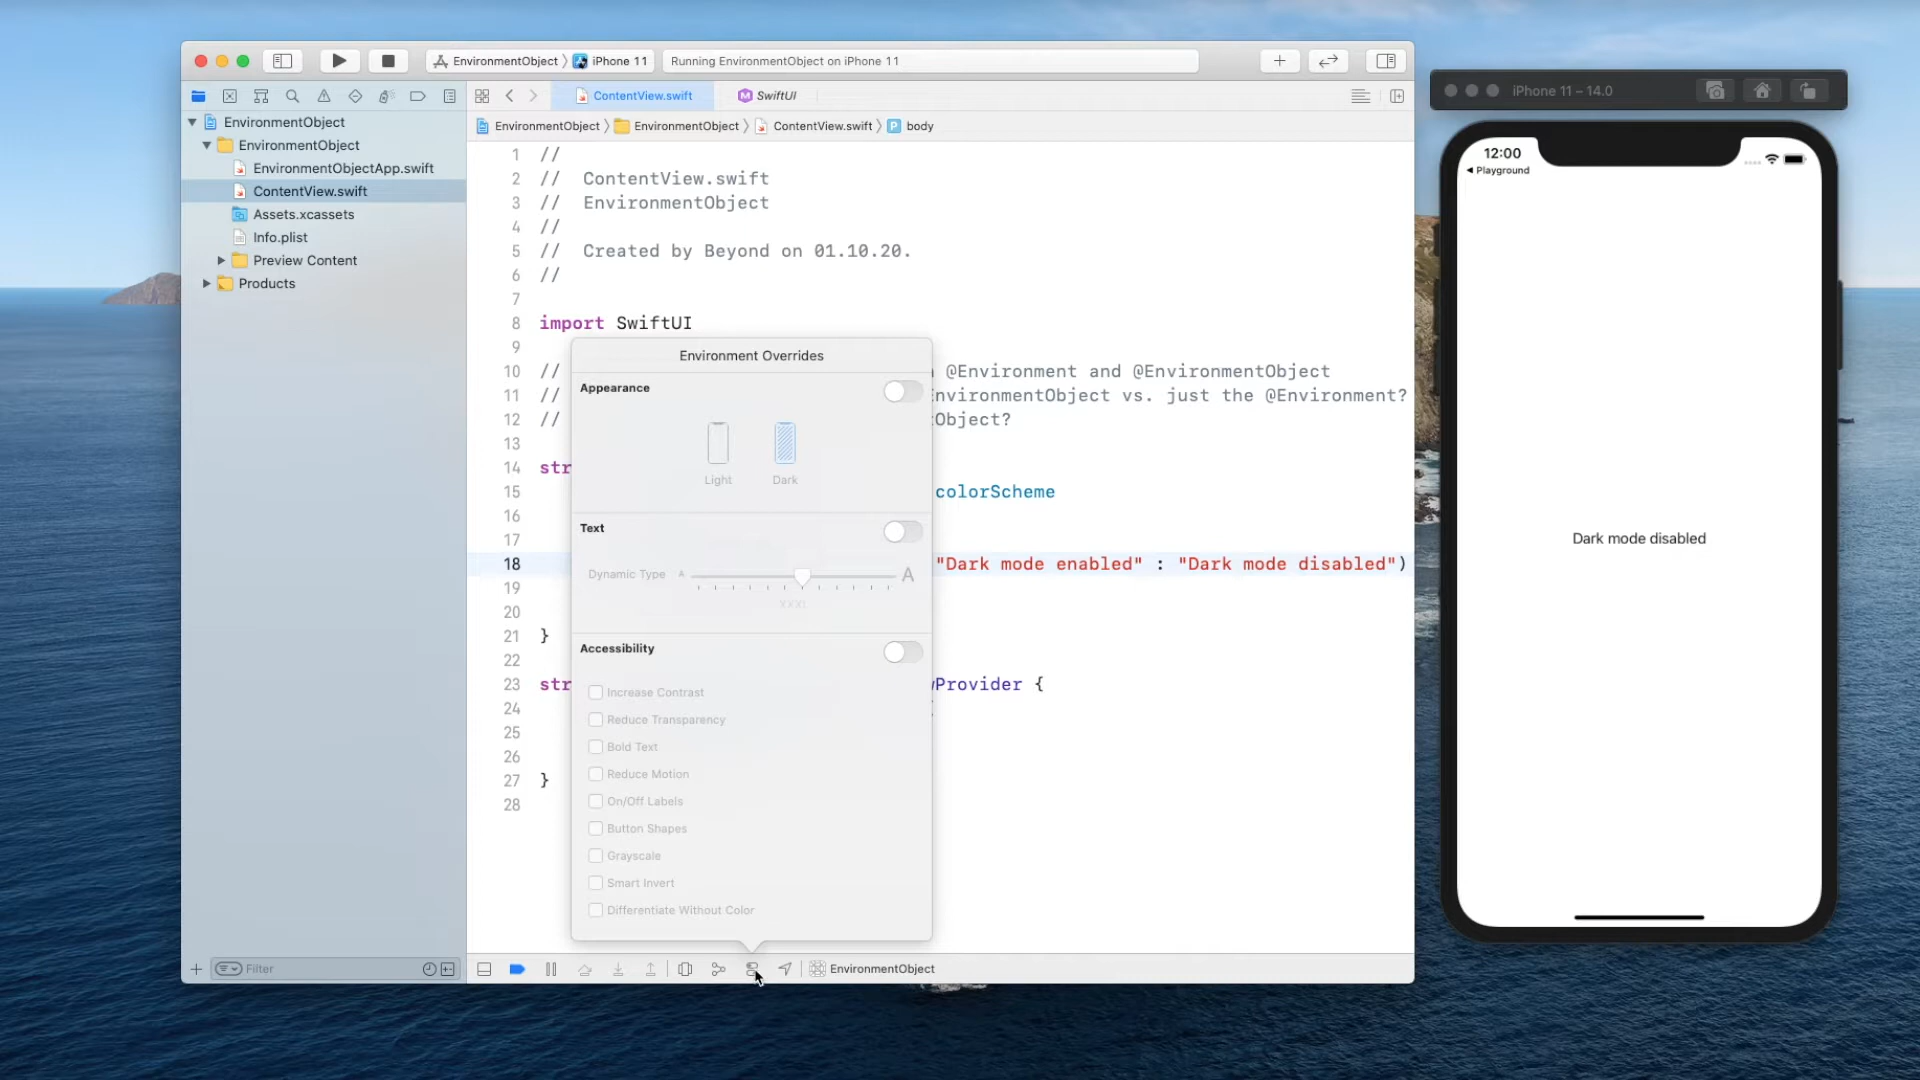 EnvironmentObject
iPhone 11
Running EnvironmentObject on iPhone 11
iPhone 11 – 14.0
ContentView.swift
SwiftUI
EnvironmentObject
EnvironmentObject
ContentView.swift
body
EnvironmentObject
EnvironmentObject
EnvironmentObjectApp.swift
ContentView.swift
Assets.xcassets
Info.plist
Preview Content
Products
1 //
2 // ContentView.swift
3 // EnvironmentObject
4 //
5 // Created by Beyond on 01.10.20.
6 //
7
8 import SwiftUI
9
10 // @Environment and @EnvironmentObject
11 // nvironmentObject vs. just the @Environment?
12 // Object?
13
14 str
15 colorScheme
16
17
18 "Dark mode enabled" : "Dark mode disabled")
19
20
21 }
22
23 str Provider {
24
25
26
27 }
28
Environment Overrides
Appearance
Light
Dark
Text
Dynamic Type
A
A
XXXL
Accessibility
Increase Contrast
Reduce Transparency
Bold Text
Reduce Motion
On/Off Labels
Button Shapes
Grayscale
Smart Invert
Differentiate Without Color
Filter
EnvironmentObject
12:00
Playground
Dark mode disabled